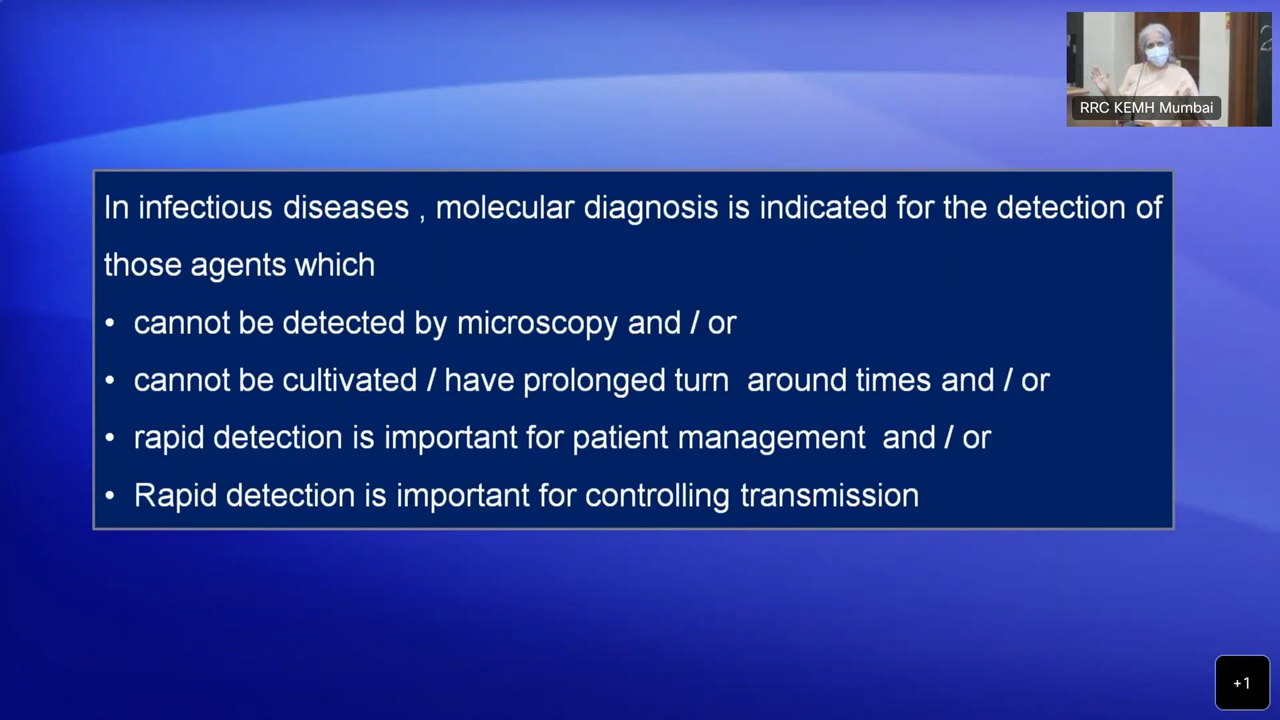 RRC KEMH Mumbai
In infectious diseases , molecular diagnosis is indicated for the detection of
those agents which
• cannot be detected by microscopy and / or
• cannot be cultivated / have prolonged turn  around times and / or
• rapid detection is important for patient management  and / or
• Rapid detection is important for controlling transmission
+1